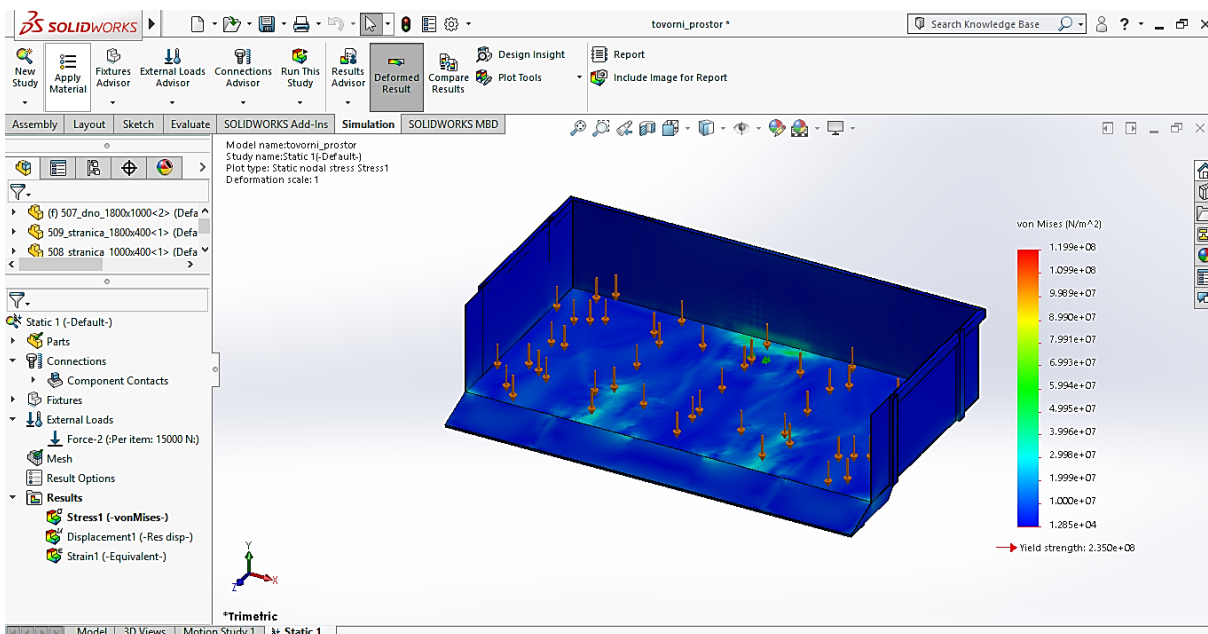 SOLIDWORKS
tovorni_prostor *
Search Knowledge Base
?
New Study
Apply Material
Fixtures Advisor
External Loads Advisor
Connections Advisor
Run This Study
Results Advisor
Deformed Result
Compare Results
Design Insight
Plot Tools
Report
Include Image for Report
Assembly
Layout
Sketch
Evaluate
SOLIDWORKS Add-Ins
Simulation
SOLIDWORKS MBD
Model name:tovorni_prostor
Study name:Static 1(-Default-)
Plot type: Static nodal stress Stress1
Deformation scale: 1
(f) 507_dno_1800x1000<2> (Defa
509_stranica_1800x400<1> (Defa
508_stranica_1000x400<1> (Defa
Static 1 (-Default-)
Parts
Connections
Component Contacts
Fixtures
External Loads
Force-2 (:Per item: 15000 N:)
Mesh
Result Options
Results
Stress1 (-vonMises-)
Displacement1 (-Res disp-)
Strain1 (-Equivalent-)
von Mises (N/m^2)
1.199e+08
1.099e+08
9.989e+07
8.990e+07
7.991e+07
6.993e+07
5.994e+07
4.995e+07
3.996e+07
2.998e+07
1.999e+07
1.000e+07
1.285e+04
Yield strength: 2.350e+08
Y
X
Z
*Trimetric
Model
3D Views
Motion Study 1
Static 1